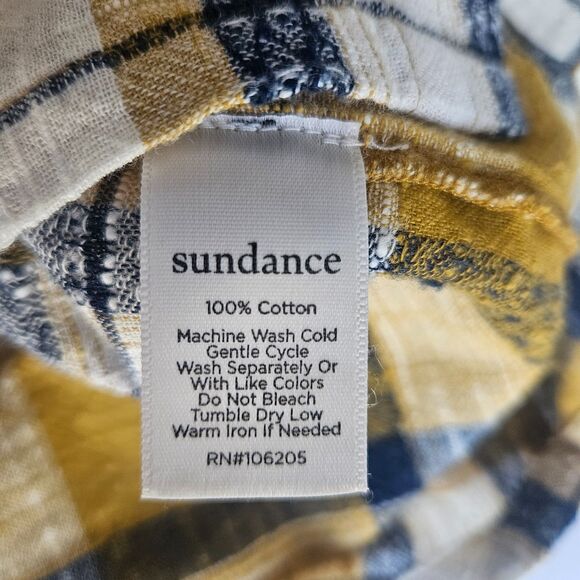 sundance
100% Cotton
Machine Wash Cold
Gentle Cycle
Wash Separately Or
With Like Colors
Do Not Bleach
Tumble Dry Low
Warm Iron If Needed
RN#106205